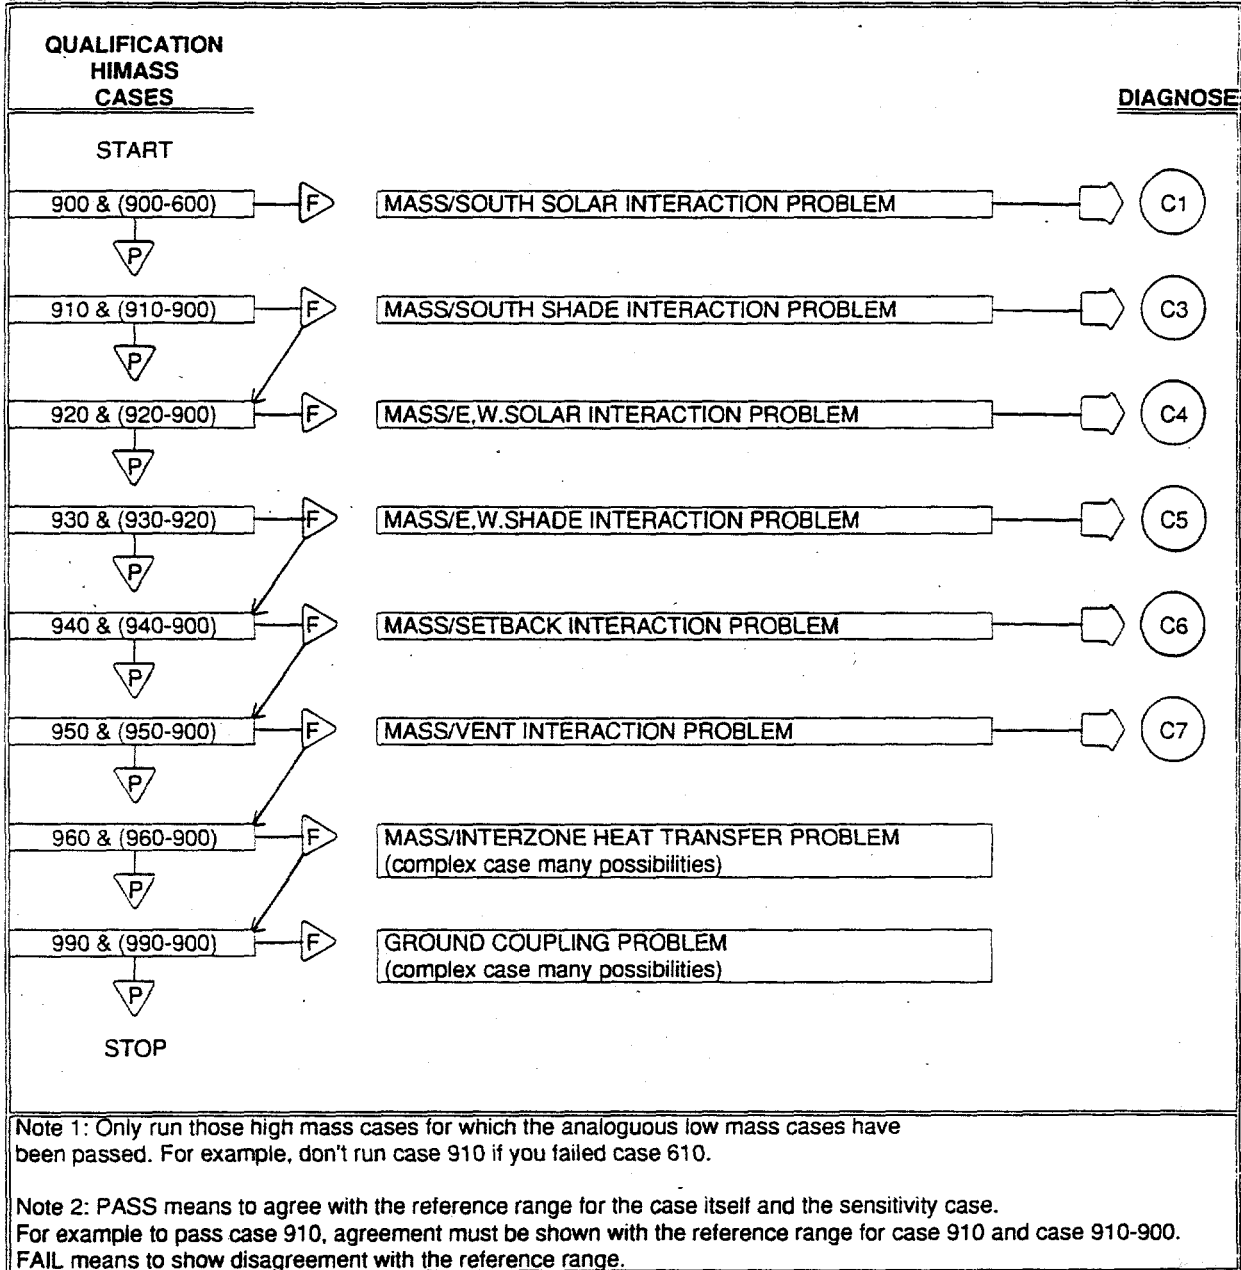 QUALIFICATION
HIMASS
CASES
DIAGNOSE
START
900 & (900-600) F MASS/SOUTH SOLAR INTERACTION PROBLEM C1
P
910 & (910-900) F MASS/SOUTH SHADE INTERACTION PROBLEM C3
P
920 & (920-900) F MASS/E,W.SOLAR INTERACTION PROBLEM C4
P
930 & (930-920) F MASS/E,W.SHADE INTERACTION PROBLEM C5
P
940 & (940-900) F MASS/SETBACK INTERACTION PROBLEM C6
P
950 & (950-900) F MASS/VENT INTERACTION PROBLEM C7
P
960 & (960-900) F MASS/INTERZONE HEAT TRANSFER PROBLEM
(complex case many possibilities)
P
990 & (990-900) F GROUND COUPLING PROBLEM
(complex case many possibilities)
P
STOP
Note 1: Only run those high mass cases for which the analoguous low mass cases have
been passed. For example, don't run case 910 if you failed case 610.
Note 2: PASS means to agree with the reference range for the case itself and the sensitivity case.
For example to pass case 910, agreement must be shown with the reference range for case 910 and case 910-900.
FAIL means to show disagreement with the reference range.